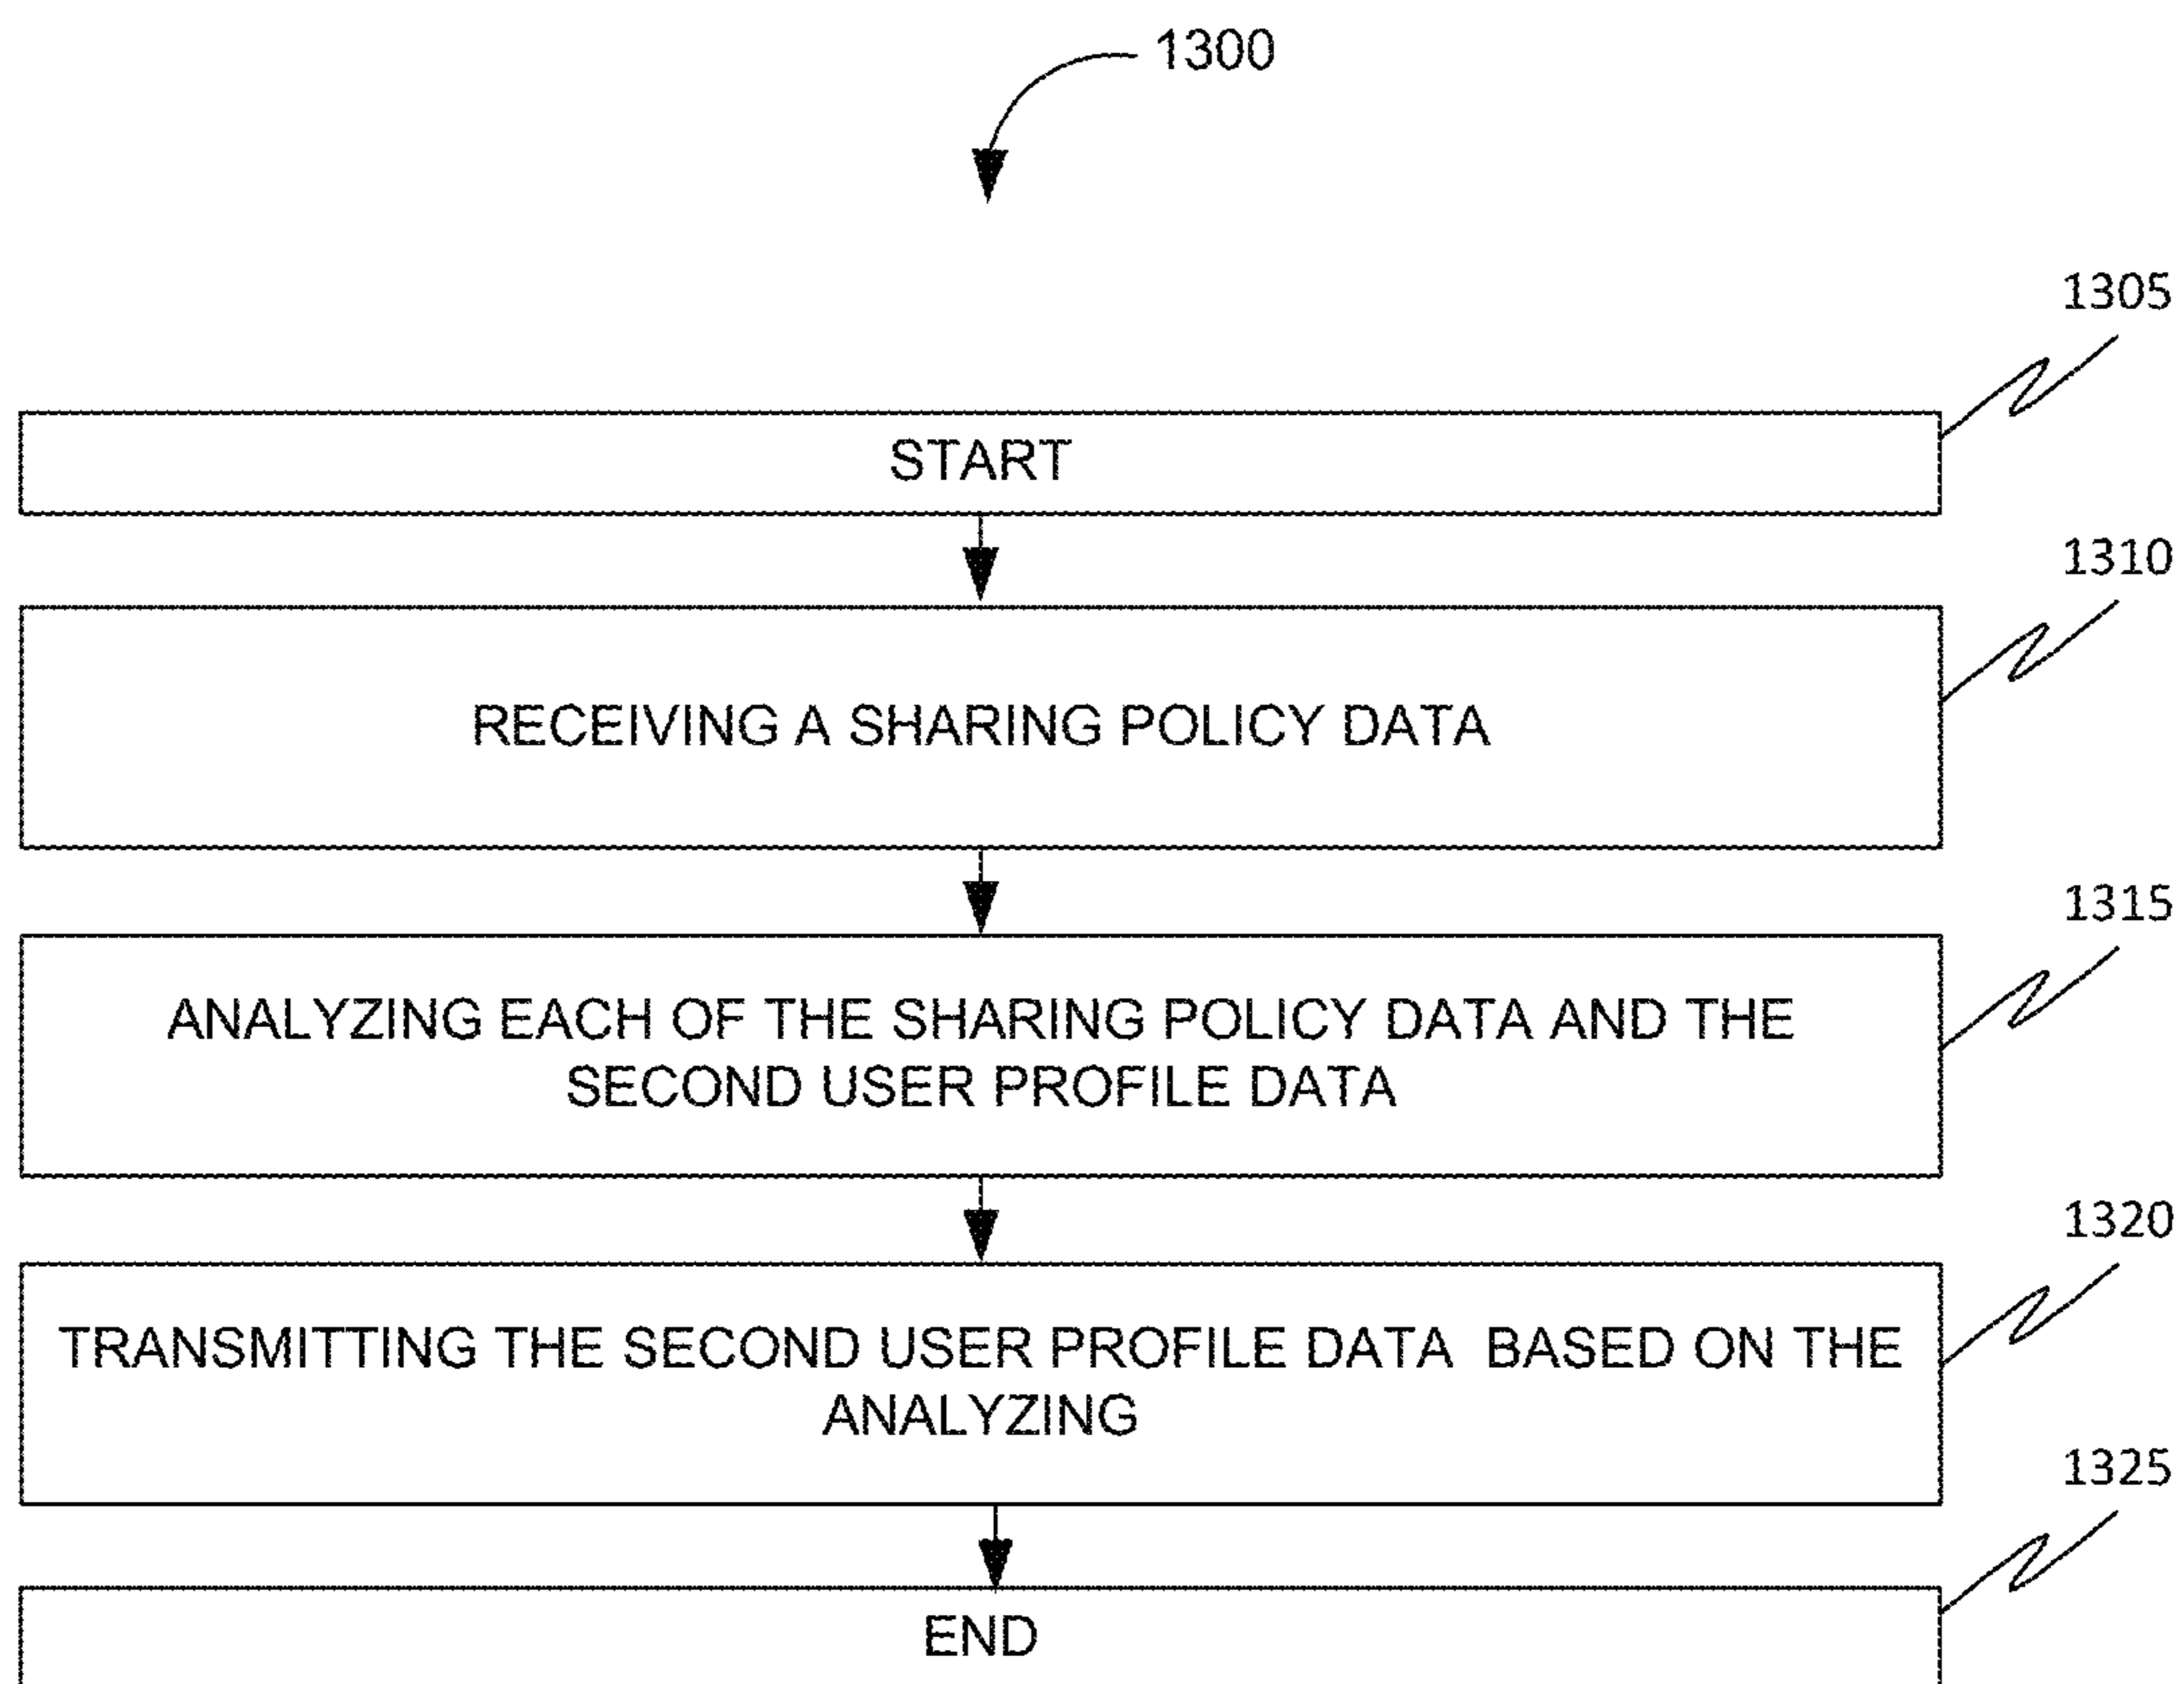 1300
1305
START
1310
RECEIVING A SHARING POLICY DATA
1315
ANALYZING EACH OF THE SHARING POLICY DATA AND THE
SECOND USER PROFILE DATA
1320
TRANSMITTING THE SECOND USER PROFILE DATA  BASED ON THE
ANALYZING
1325
END